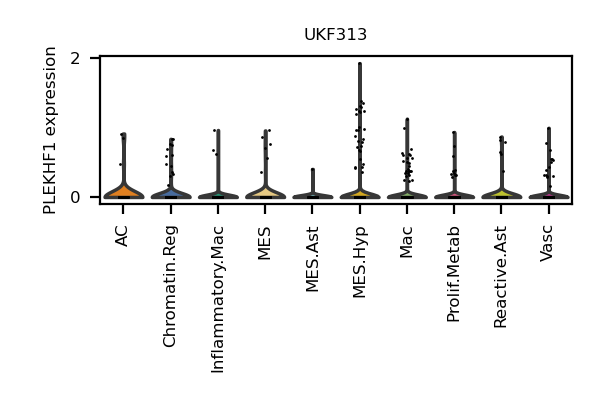 UKF313
PLEKHF1 expression
2
0
AC
Chromatin.Reg
Inflammatory.Mac
MES
MES.Ast
MES.Hyp
Mac
Prolif.Metab
Reactive.Ast
Vasc